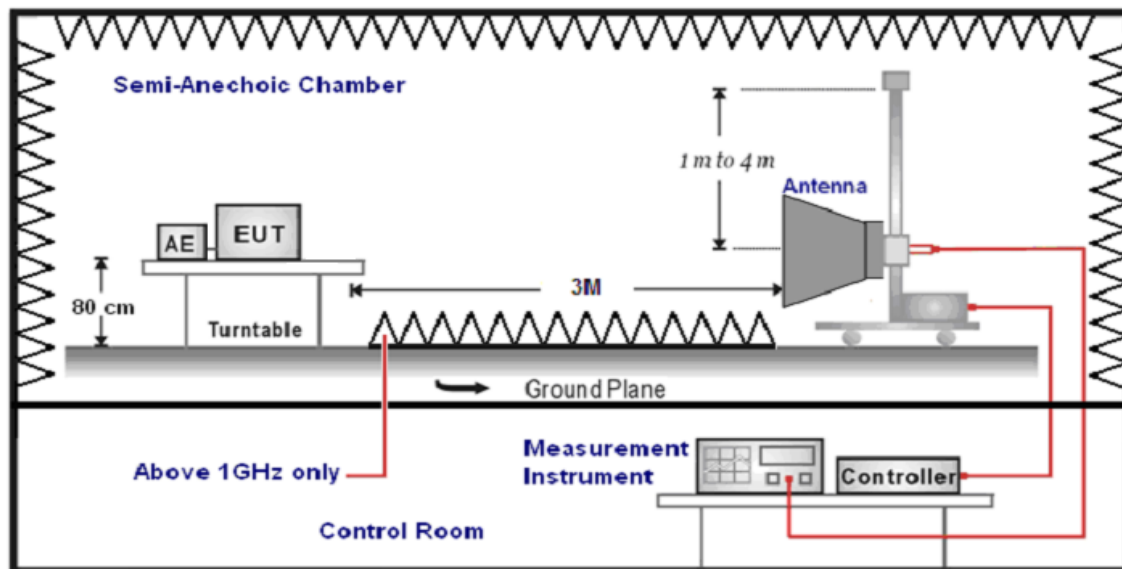 Semi-Anechoic Chamber
1 m to 4 m
Antenna
AE
EUT
80 cm
3M
Turntable
Ground Plane
Measurement
Instrument
Above 1GHz only
Controller
Control Room